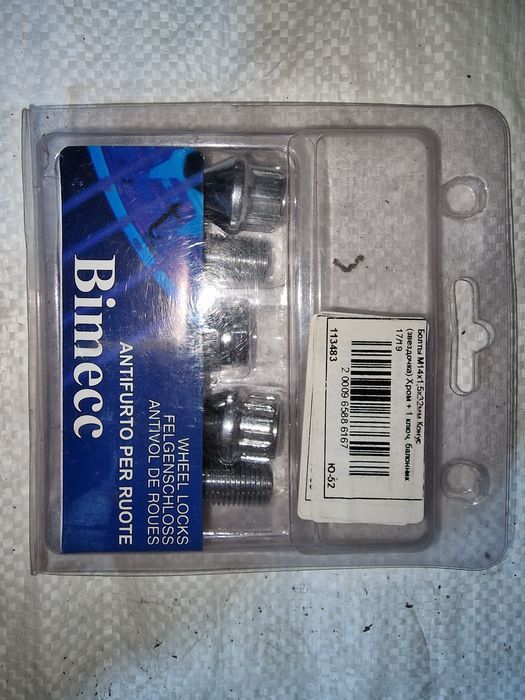 Bimecc
ANTIFURTO PER RUOTE
WHEEL LOCKS
FELGENSCHLOSS
ANTIVOL DE ROUES
Болты М14х1,5х32мм Конус
(звездочка) Хром + 1 ключ, балонник
17/19
2 0009 6588 6167
113483
Ю-52